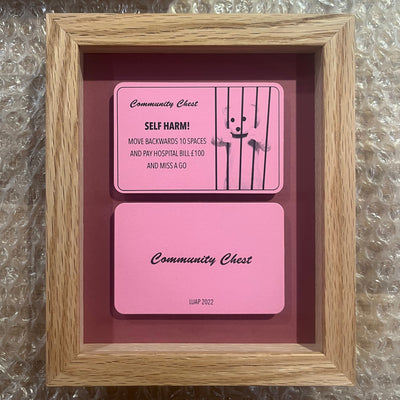 Community Chest
SELF HARM!
MOVE BACKWARDS 10 SPACES
AND PAY HOSPITAL BILL £100
AND MISS A GO
Community Chest
LUAP 2022